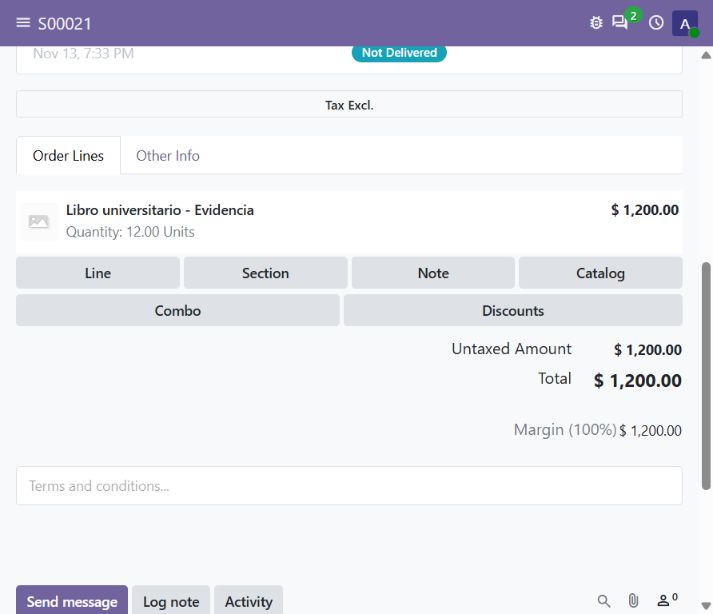 S00021
2
A
Nov 13, 7:33 PM
Not Delivered
Tax Excl.
Order Lines
Other Info
Libro universitario - Evidencia
$ 1,200.00
Quantity: 12.00 Units
Line
Section
Note
Catalog
Combo
Discounts
Untaxed Amount $ 1,200.00
Total $ 1,200.00
Margin (100%) $ 1,200.00
Terms and conditions...
Send message
Log note
Activity
0